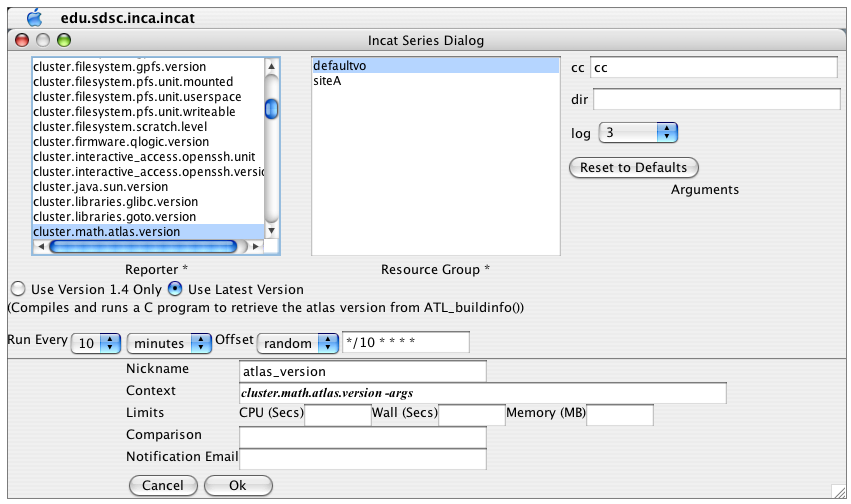 edu.sdsc.inca.incat
Incat Series Dialog
cluster.filesystem.gpfs.version
cluster.filesystem.pfs.unit.mounted
cluster.filesystem.pfs.unit.userspace
cluster.filesystem.pfs.unit.writeable
cluster.filesystem.scratch.level
cluster.firmware.qlogic.version
cluster.interactive_access.openssh.unit
cluster.interactive_access.openssh.versio
cluster.java.sun.version
cluster.libraries.glibc.version
cluster.libraries.goto.version
cluster.math.atlas.version
Reporter *
defaultvo
siteA
Resource Group *
cc cc
dir
log 3
Reset to Defaults
Arguments
Use Version 1.4 Only Use Latest Version
(Compiles and runs a C program to retrieve the atlas version from ATL_buildinfo())
Run Every 10 minutes Offset random */10 * * * *
Nickname atlas_version
Context cluster.math.atlas.version -args
Limits CPU (Secs) Wall (Secs) Memory (MB)
Comparison
Notification Email
Cancel Ok